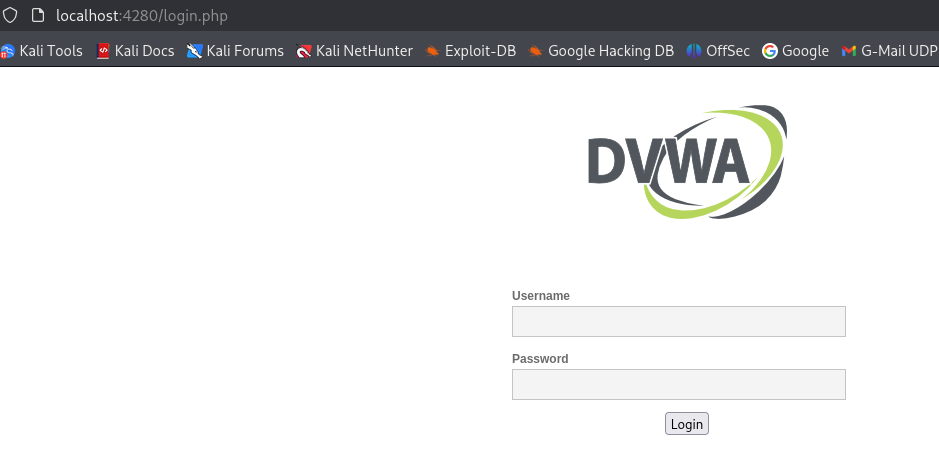 localhost:4280/login.php
Kali Tools Kali Docs Kali Forums Kali NetHunter Exploit-DB Google Hacking DB OffSec Google G-Mail UDP
DVWA
Username
Password
Login